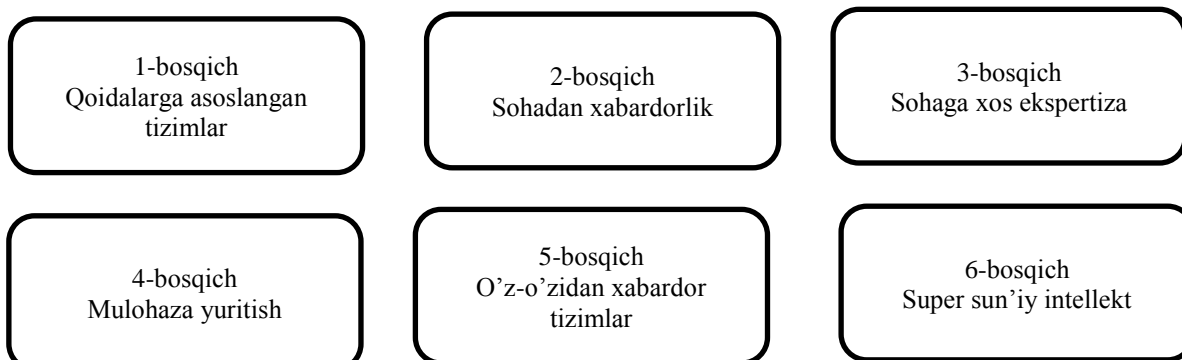 1-bosqich
Qoidalarga asoslangan
tizimlar
2-bosqich
Sohadan xabardorlik
3-bosqich
Sohaga xos ekspertiza
4-bosqich
Mulohaza yuritish
5-bosqich
O’z-o’zidan xabardor
tizimlar
6-bosqich
Super sun’iy intellekt